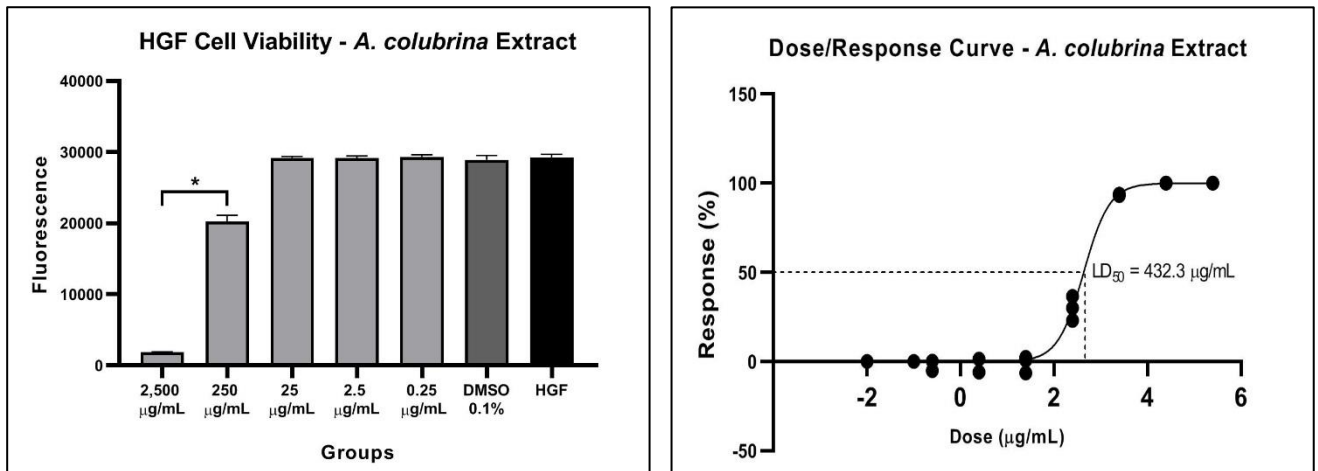 HGF Cell Viability - A. colubrina Extract
40000
30000
20000
10000
0
Fluorescence
*
2,500 250 25 2.5 0.25 DMSO HGF
μg/mL μg/mL μg/mL μg/mL μg/mL 0.1%
Groups
Dose/Response Curve - A. colubrina Extract
150
100
50
0
-50
Response (%)
LD50 = 432.3 μg/mL
-2 0 2 4 6
Dose (μg/mL)